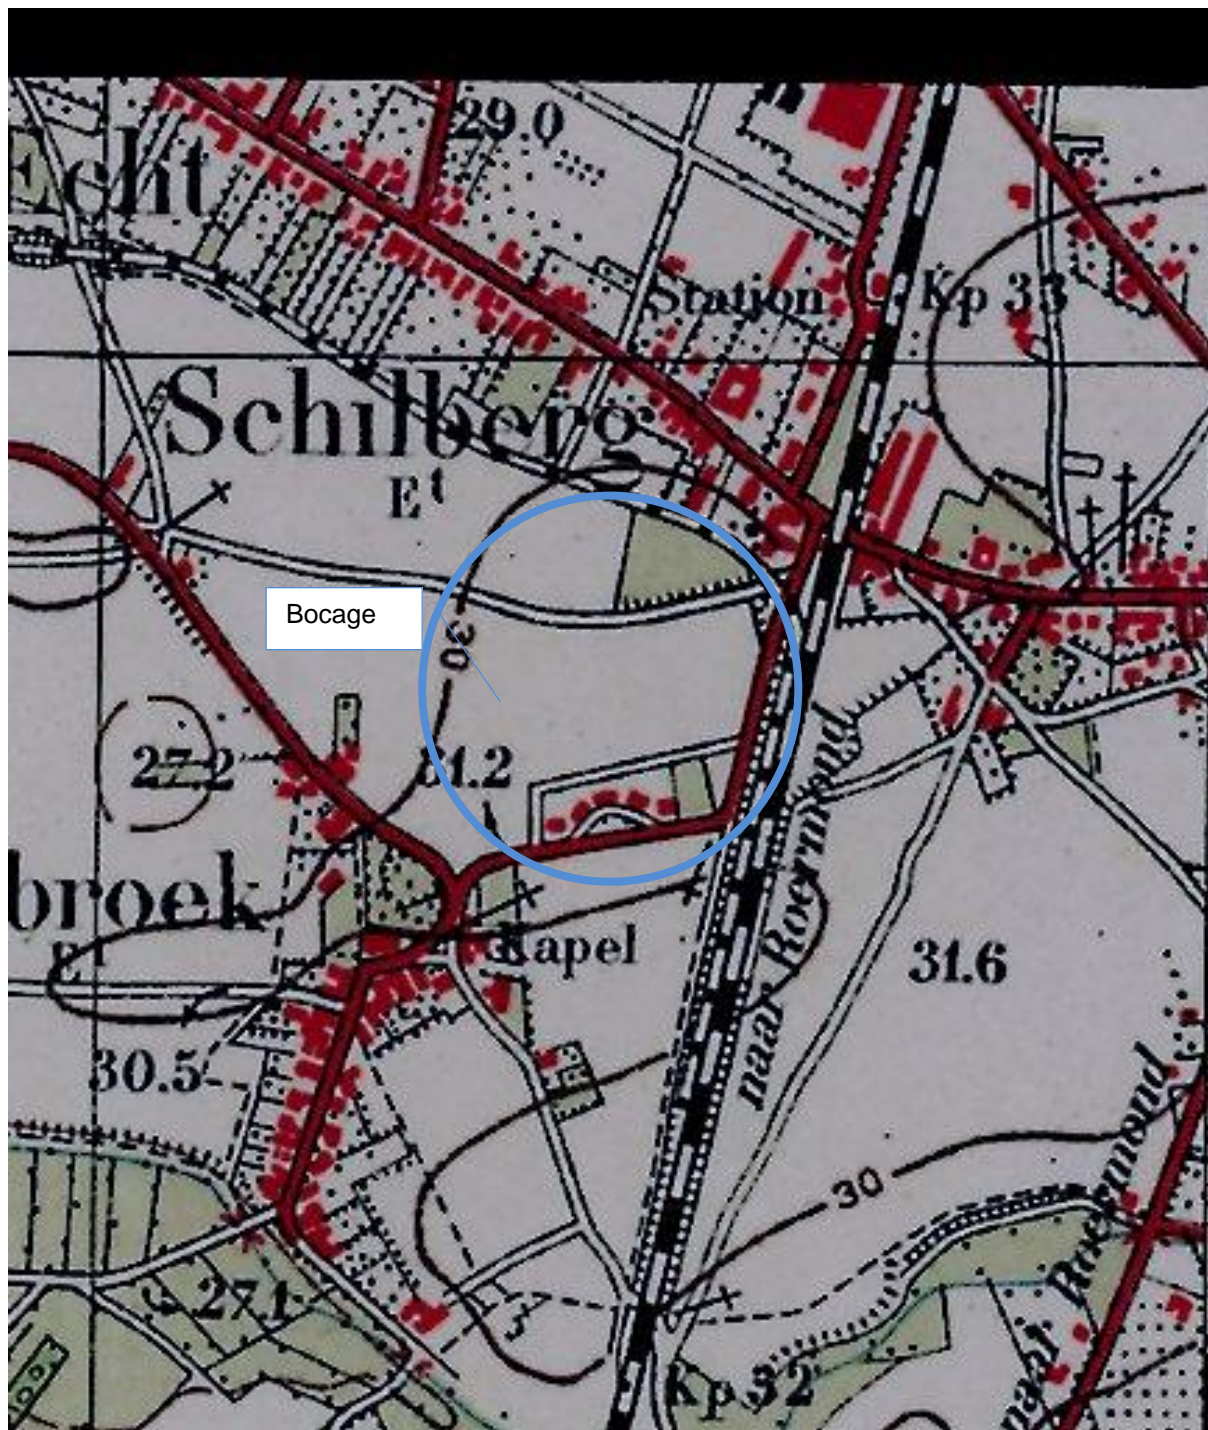 29.0
Echt
Station
Kp 33
Schilberg
Et
Bocage
30
27.2
31.2
naar Roermond
broek
Et
Kapel
31.6
30.5
30
naar Roermond
27.1
Kp 32